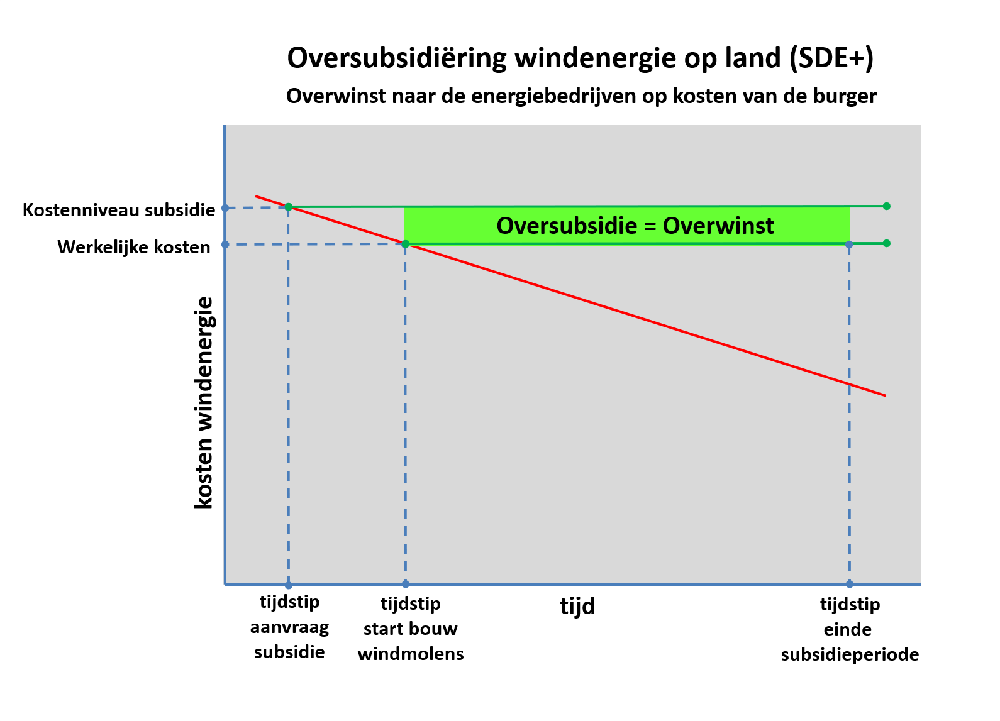 Oversubsidiëring windenergie op land (SDE+)
Overwinst naar de energiebedrijven op kosten van de burger
Kostenniveau subsidie
Oversubsidie = Overwinst
Werkelijke kosten
kosten windenergie
tijdstip
aanvraag
subsidie
tijdstip
start bouw
windmolens
tijd
tijdstip
einde
subsidieperiode